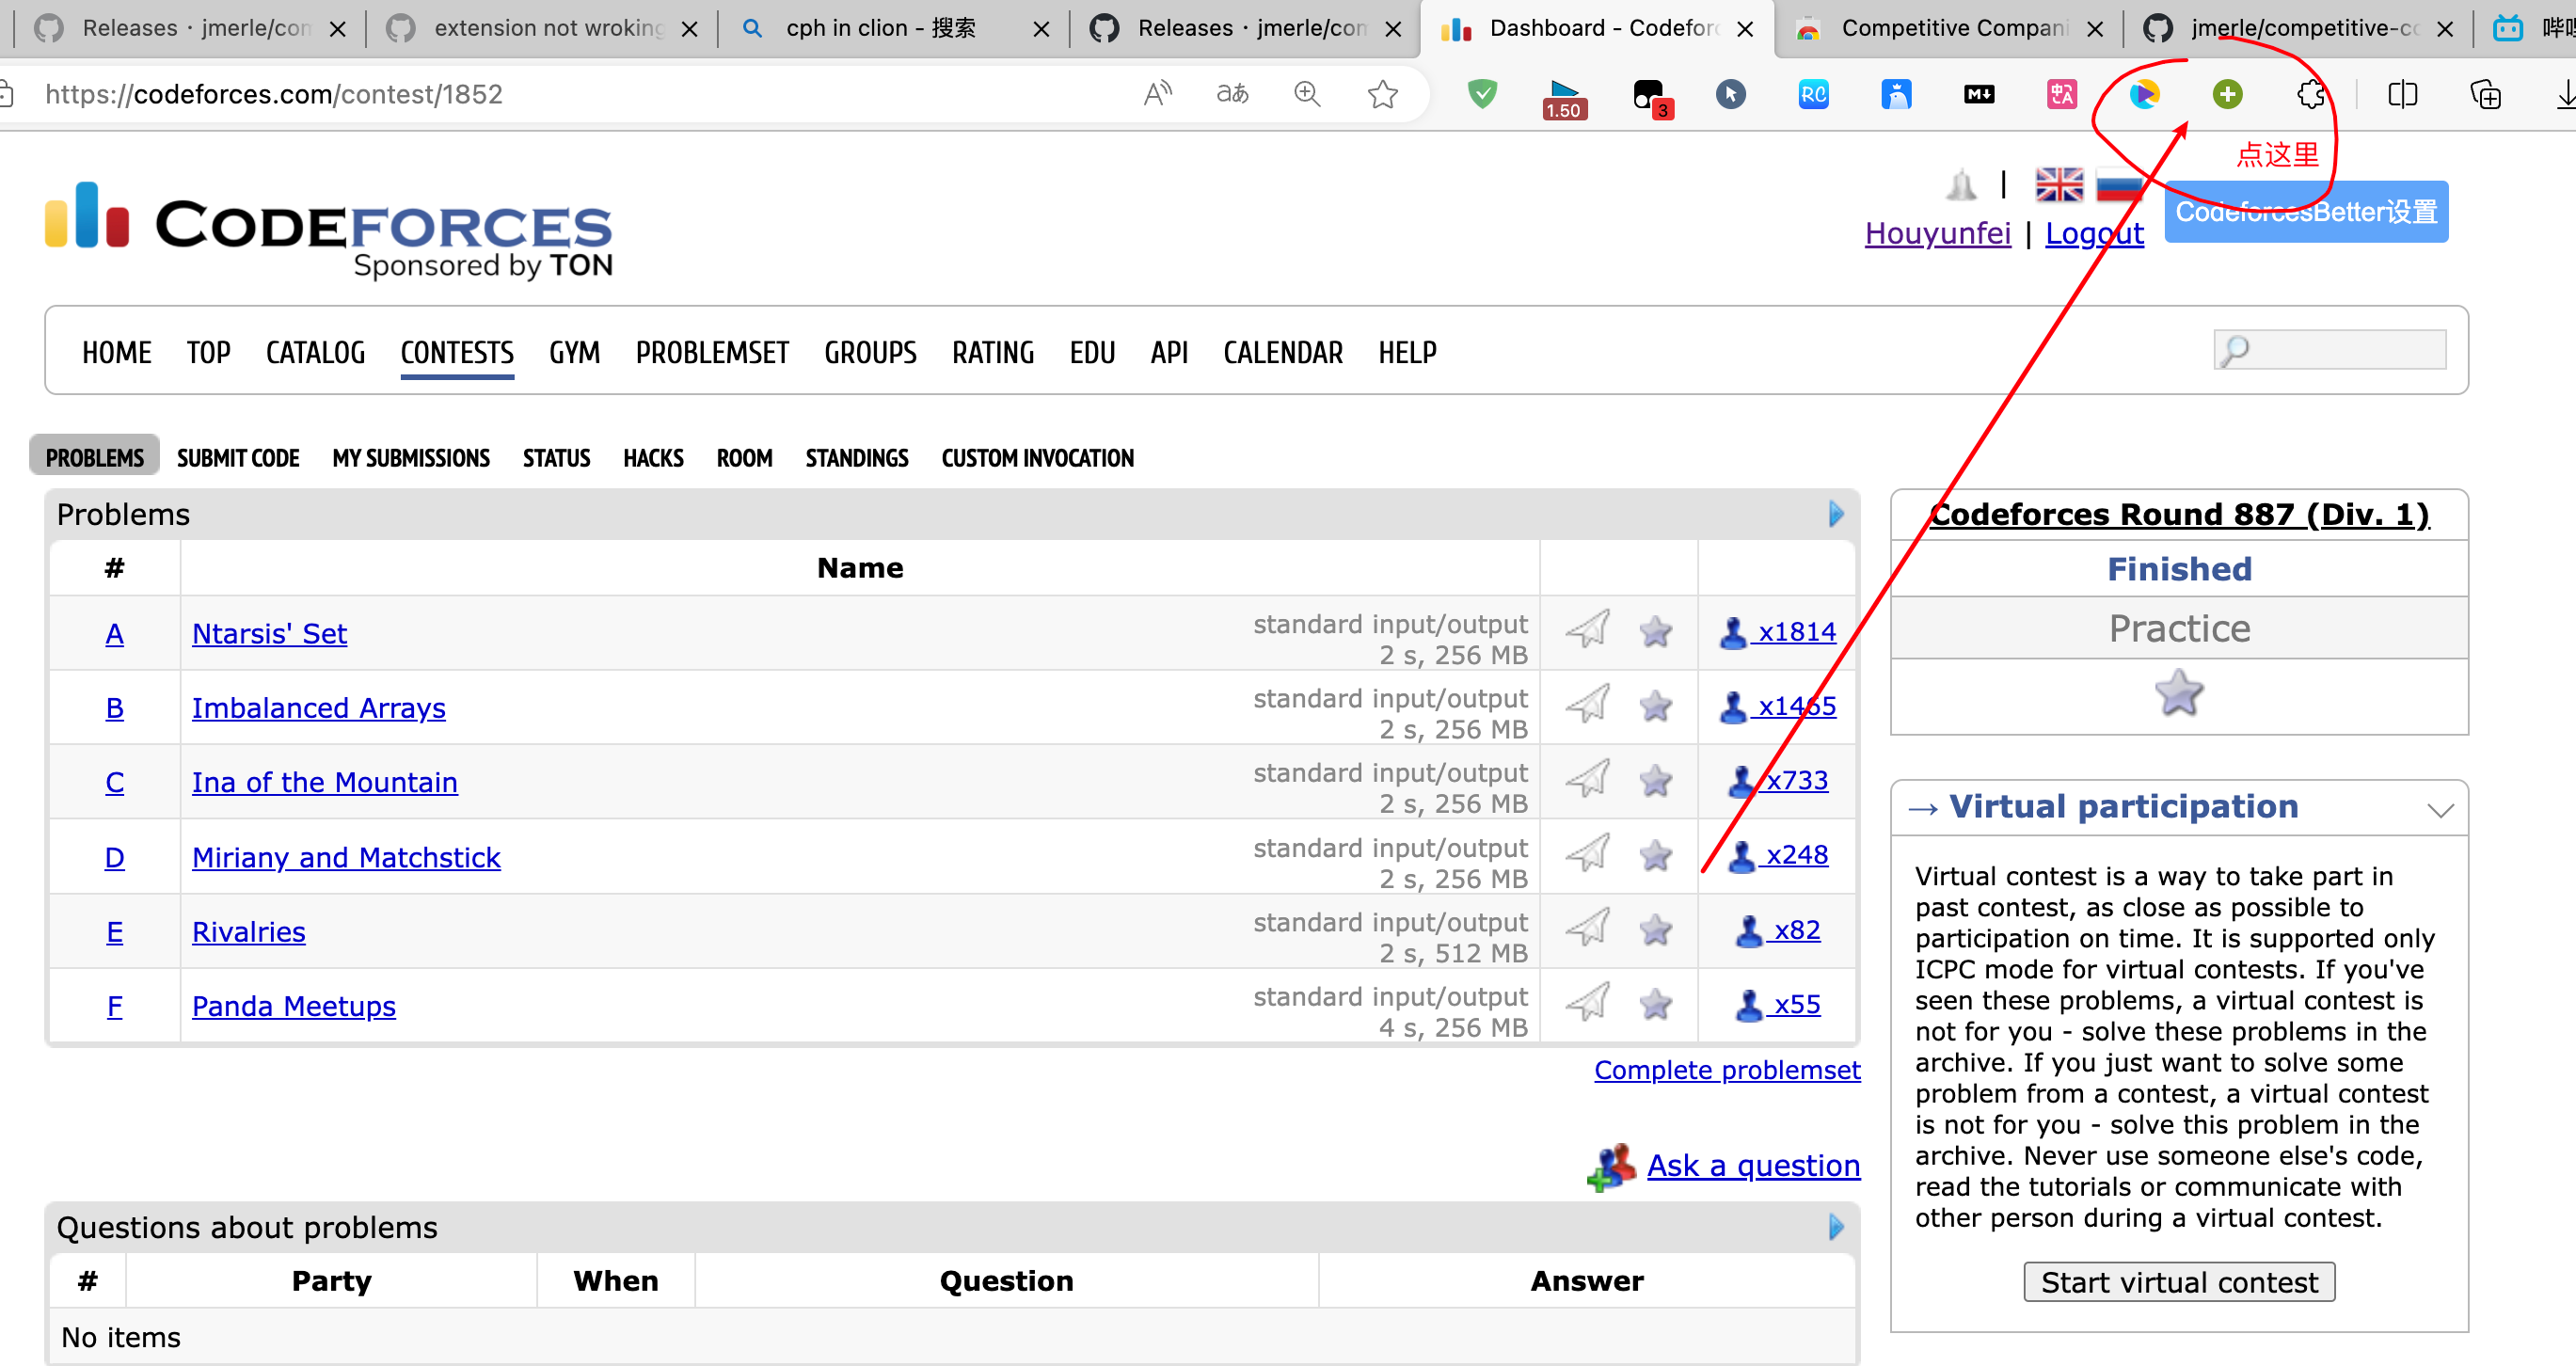 Releases · jmerle/com
extension not wroking
cph in clion - 搜索
Releases · jmerle/com
Dashboard - Codeforc
Competitive Compani
jmerle/competitive-co
https://codeforces.com/contest/1852
aあ
1.50
3
RC
M↓
中A
点这里
CODEFORCES
Sponsored by TON
|
CodeforcesBetter设置
Houyunfei | Logout
HOME TOP CATALOG CONTESTS GYM PROBLEMSET GROUPS RATING EDU API CALENDAR HELP
PROBLEMS SUBMIT CODE MY SUBMISSIONS STATUS HACKS ROOM STANDINGS CUSTOM INVOCATION
Problems
# Name
A Ntarsis' Set standard input/output x1814
2 s, 256 MB
B Imbalanced Arrays standard input/output x1465
2 s, 256 MB
C Ina of the Mountain standard input/output x733
2 s, 256 MB
D Miriany and Matchstick standard input/output x248
2 s, 256 MB
E Rivalries standard input/output x82
2 s, 512 MB
F Panda Meetups standard input/output x55
4 s, 256 MB
Complete problemset
Ask a question
Questions about problems
# Party When Question Answer
No items
Codeforces Round 887 (Div. 1)
Finished
Practice
→ Virtual participation
Virtual contest is a way to take part in
past contest, as close as possible to
participation on time. It is supported only
ICPC mode for virtual contests. If you've
seen these problems, a virtual contest is
not for you - solve these problems in the
archive. If you just want to solve some
problem from a contest, a virtual contest
is not for you - solve this problem in the
archive. Never use someone else's code,
read the tutorials or communicate with
other person during a virtual contest.
Start virtual contest